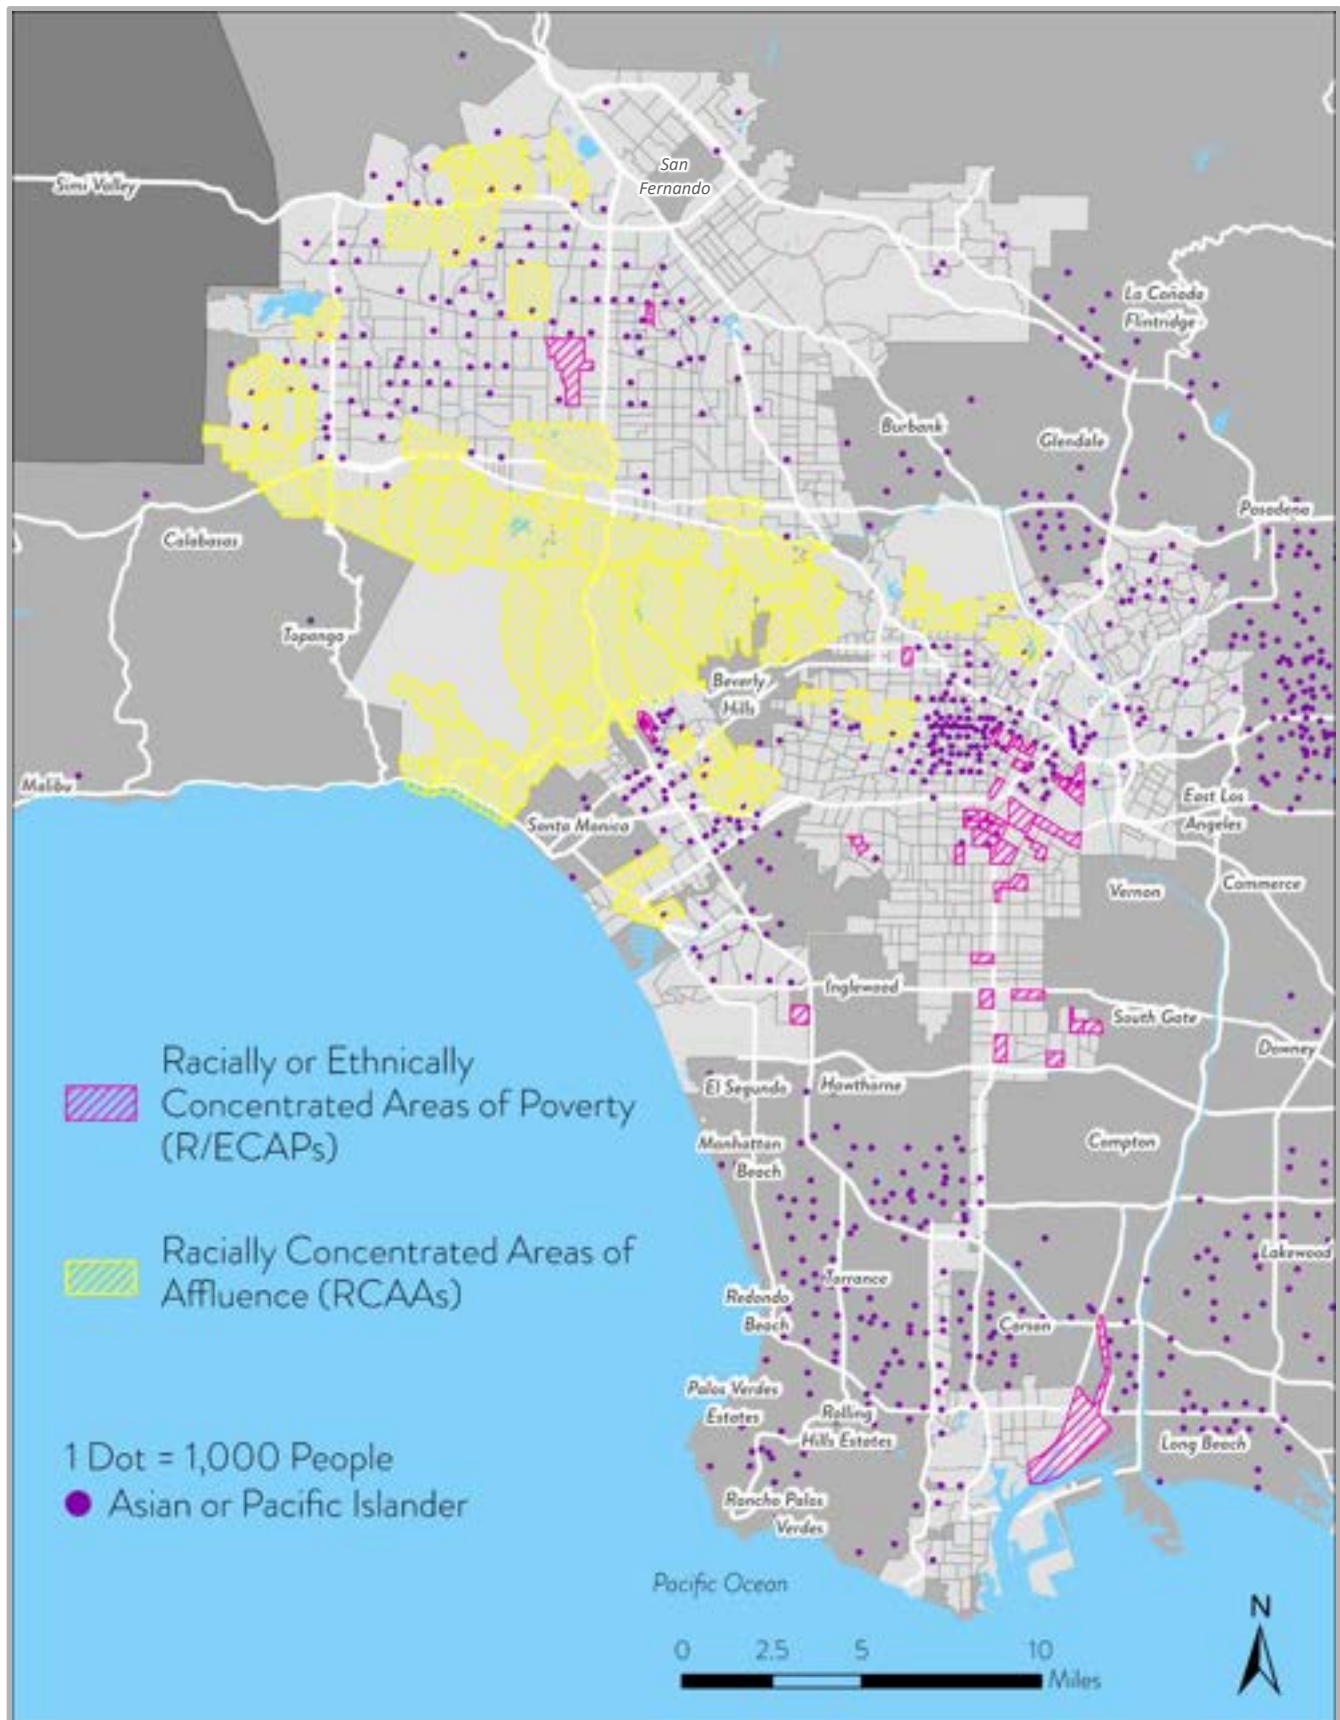 San
Fernando
Simi Valley
La Cañada
Flintridge
Burbank
Glendale
Pasadena
Calabasas
Topanga
Beverly
Hills
Malibu
Santa Monica
East Los
Angeles
Vernon
Commerce
Inglewood
South Gate
Downey
Racially or Ethnically
Concentrated Areas of Poverty
(R/ECAPs)
El Segundo
Hawthorne
Manhattan
Beach
Compton
Racially Concentrated Areas of
Affluence (RCAAs)
Lakewood
Torrance
Redondo
Beach
Carson
Palos Verdes
Estates
Rolling
Hills Estates
Long Beach
1 Dot = 1,000 People
Asian or Pacific Islander
Rancho Palos
Verdes
Pacific Ocean
N
0 2.5 5 10
Miles